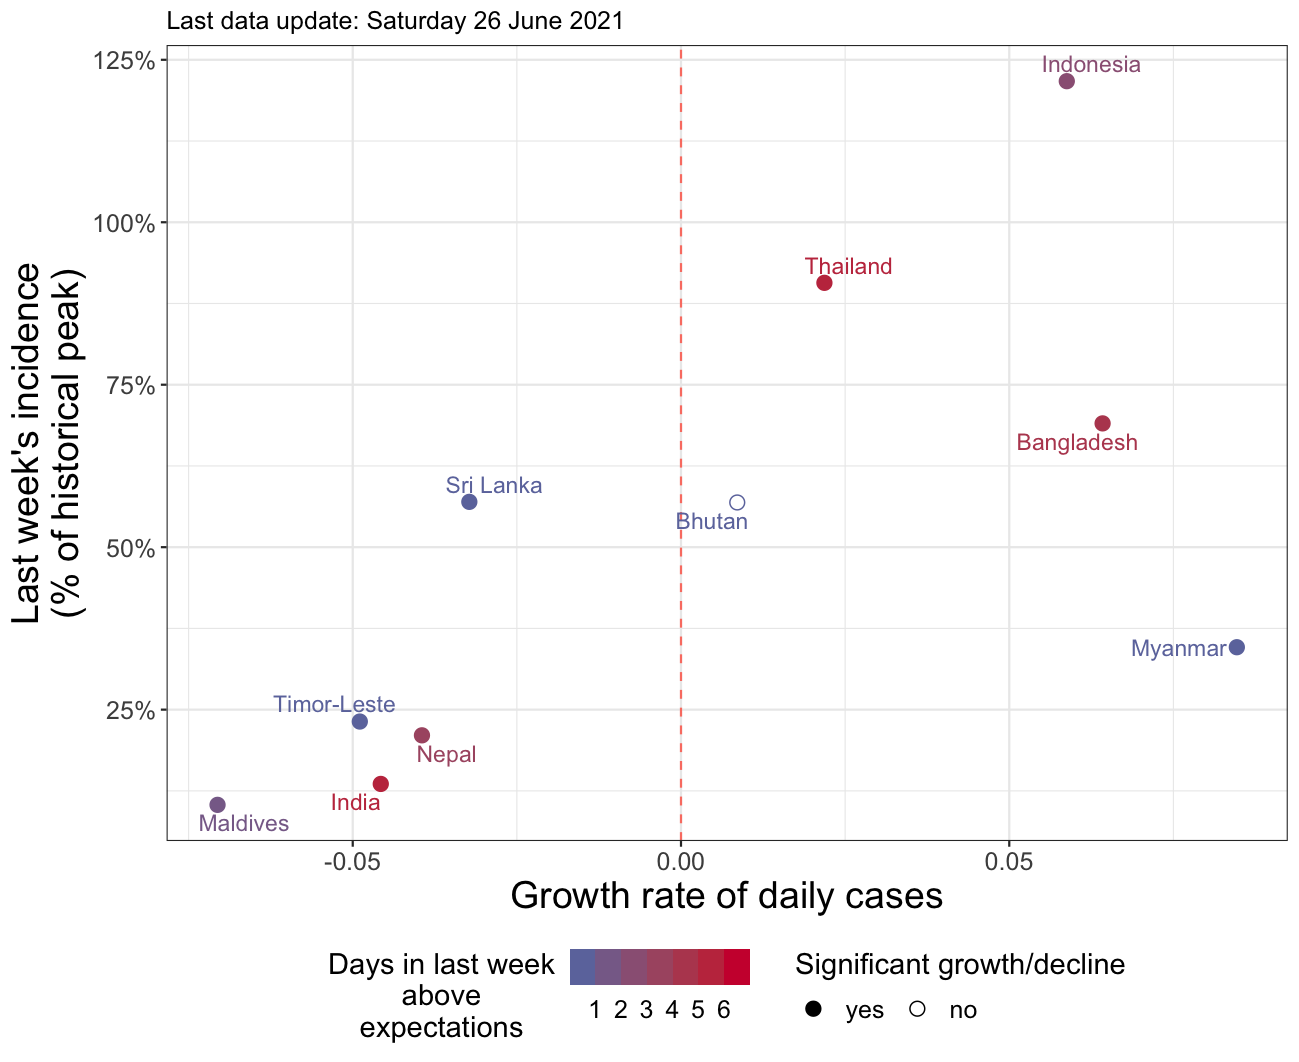 Last data update: Saturday 26 June 2021
125%
100%
75%
50%
25%
Last week's incidence
(% of historical peak)
Indonesia
Thailand
Bangladesh
Sri Lanka
Bhutan
Myanmar
Timor-Leste
Nepal
India
Maldives
-0.05 0.00 0.05
Growth rate of daily cases
Days in last week
above
expectations
1 2 3 4 5 6
Significant growth/decline
yes no